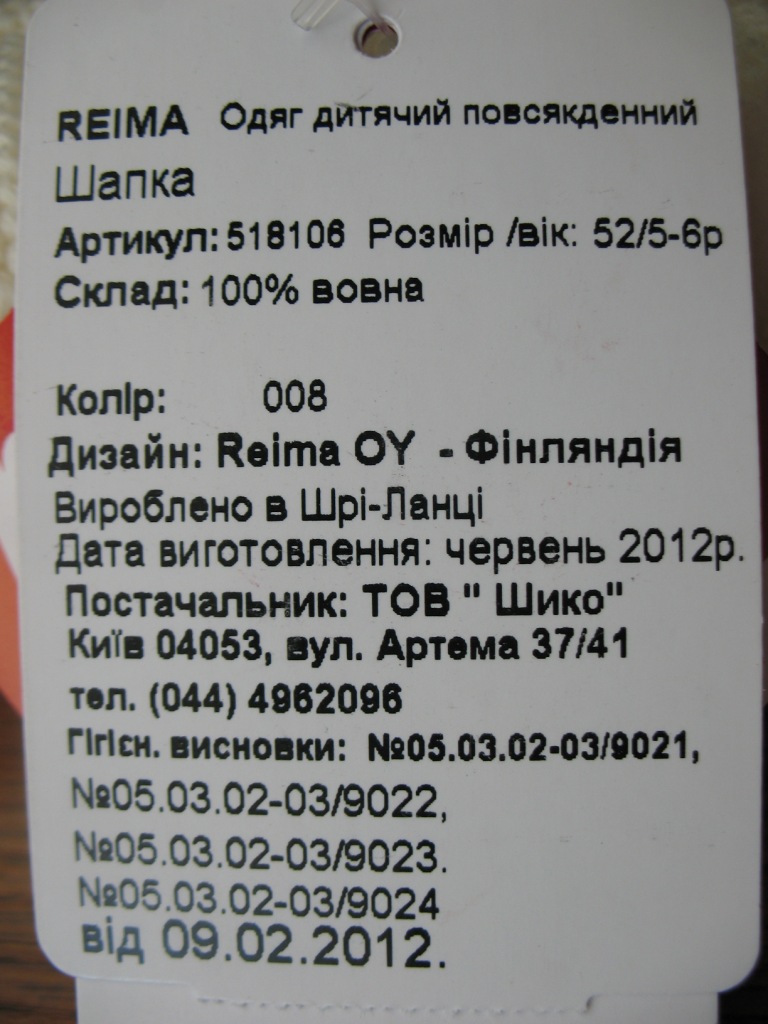 REIMA Одяг дитячий повсякденний
Шапка
Артикул: 518106 Розмір /вік: 52/5-6р
Склад: 100% вовна
Колір: 008
Дизайн: Reima OY - Фінляндія
Вироблено в Шрі-Ланці
Дата виготовлення: червень 2012р.
Постачальник: ТОВ " Шико"
Київ 04053, вул. Артема 37/41
тел. (044) 4962096
Гігієн. висновки: №05.03.02-03/9021,
№05.03.02-03/9022,
№05.03.02-03/9023.
№05.03.02-03/9024
від 09.02.2012.